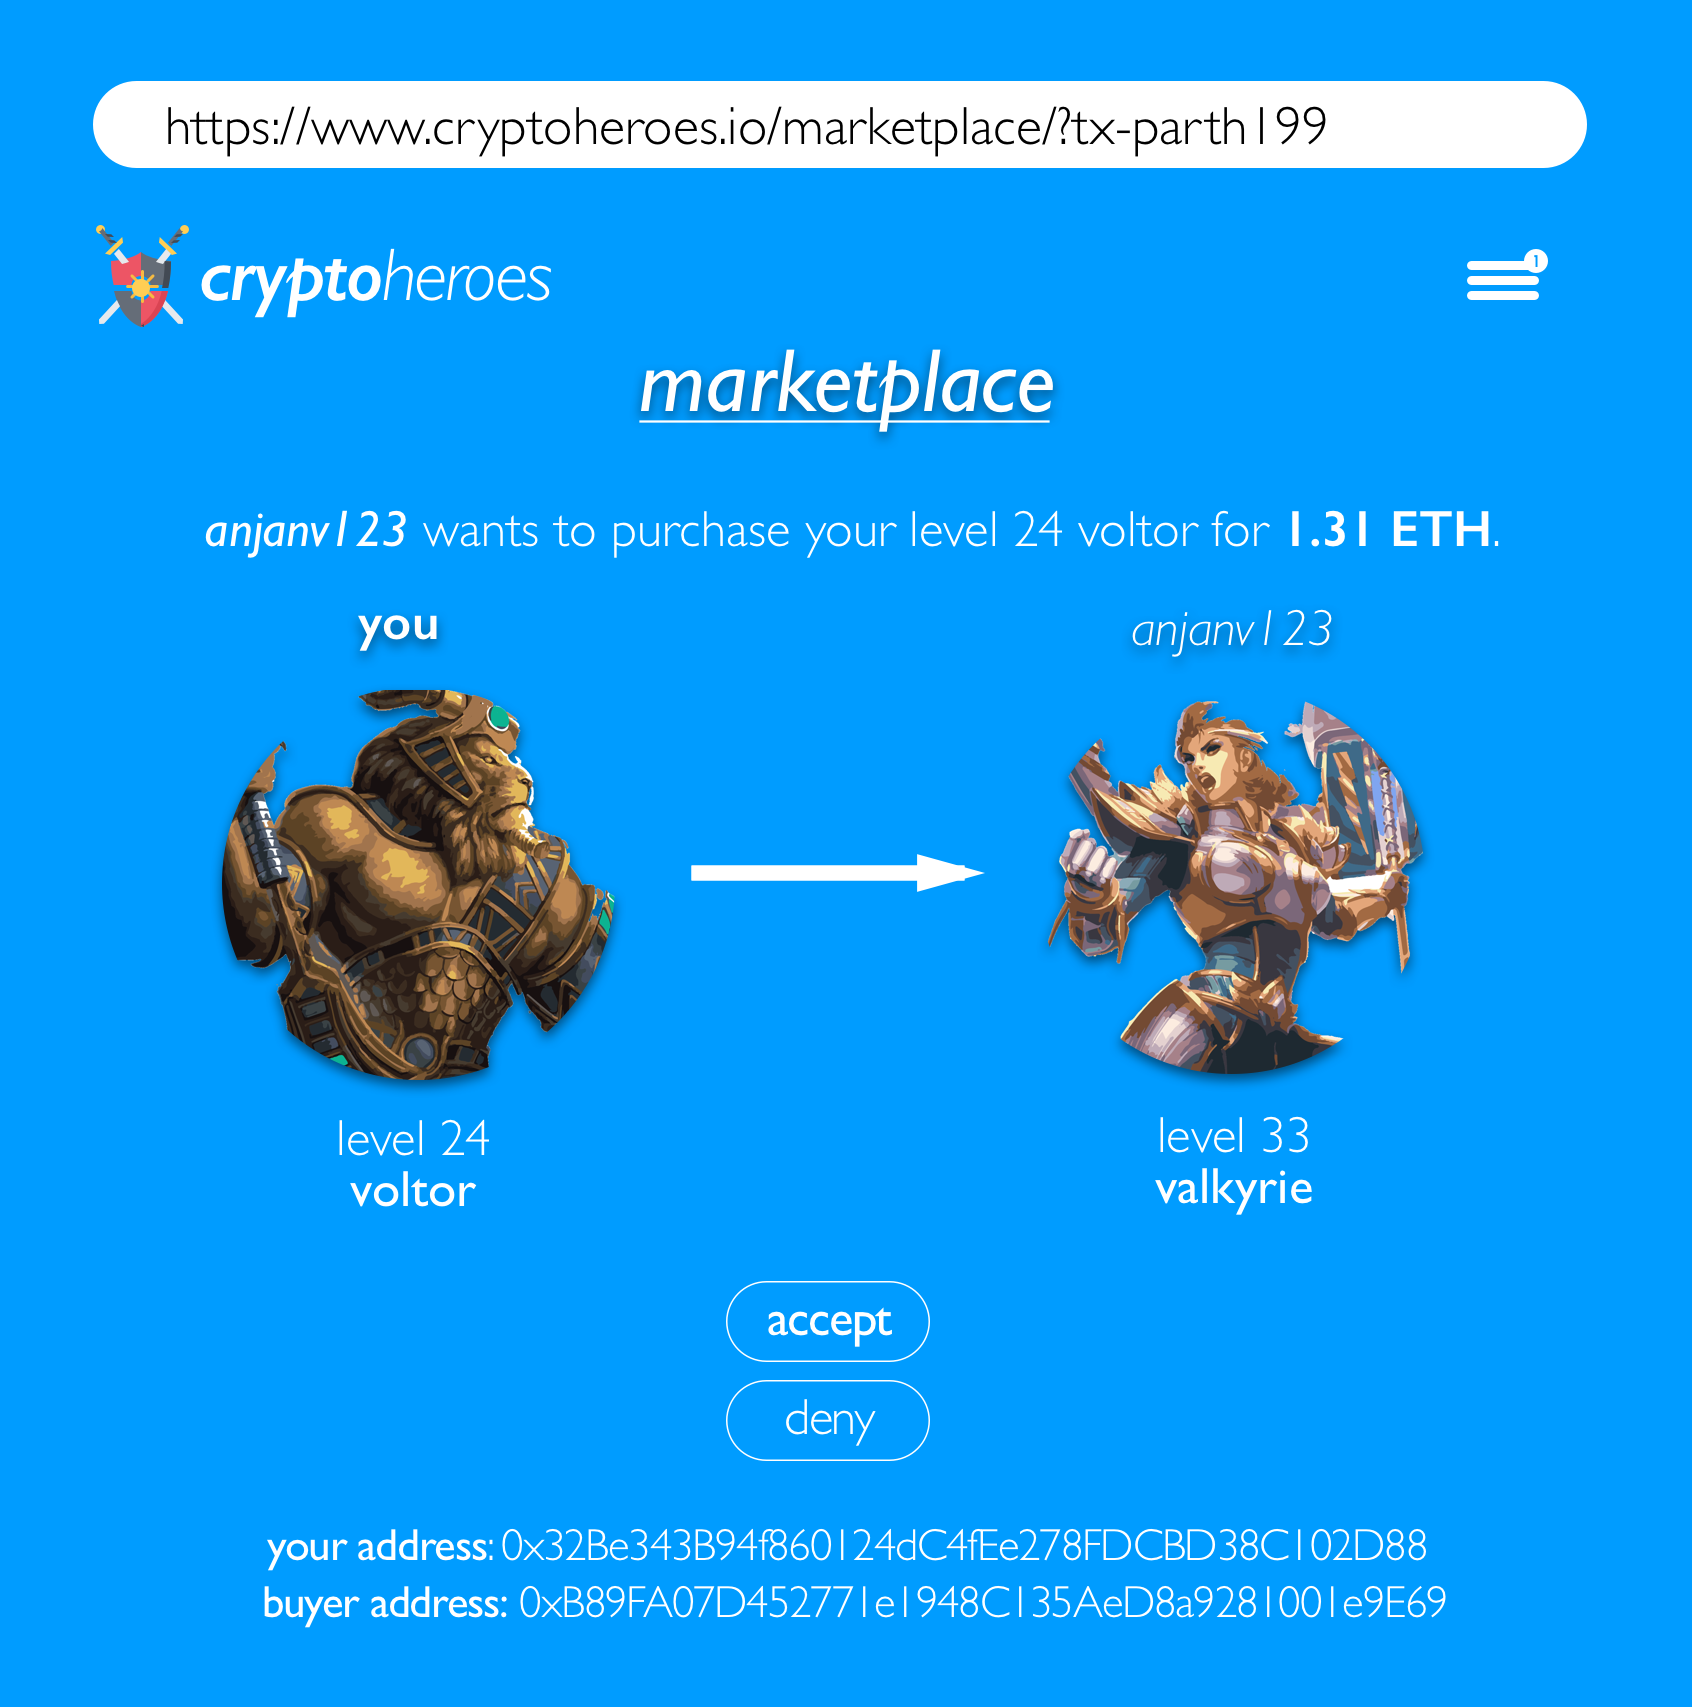 https://www.cryptoheroes.io/marketplace/?tx-parth199
cryptoheroes
1
marketplace
anjanv123 wants to purchase your level 24 voltor for 1.31 ETH.
you
anjanv123
level 24
voltor
level 33
valkyrie
accept
deny
your address: 0x32Be343B94f860124dC4fEe278FDCBD38C102D88
buyer address: 0xB89FA07D452771e1948C135AeD8a9281001e9E69